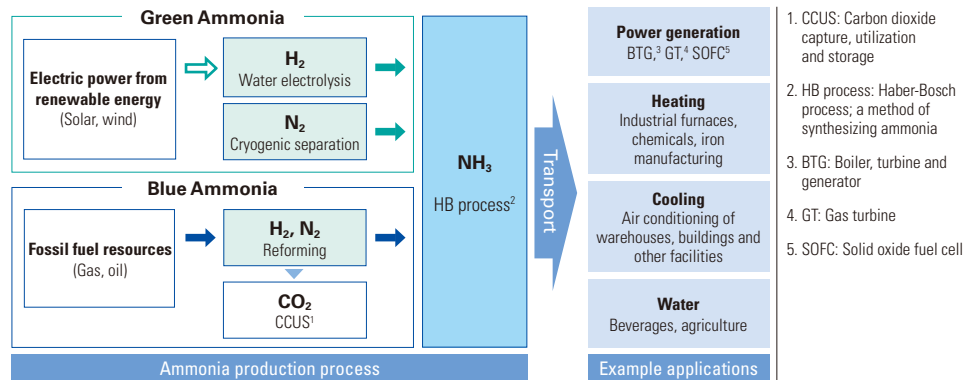 Green Ammonia
Electric power from
renewable energy
(Solar, wind)
H₂
Water electrolysis
N₂
Cryogenic separation
Blue Ammonia
Fossil fuel resources
(Gas, oil)
H₂, N₂
Reforming
CO₂
CCUS¹
NH₃
HB process²
Ammonia production process
Transport
Power generation
BTG,³ GT,⁴ SOFC⁵
Heating
Industrial furnaces,
chemicals, iron
manufacturing
Cooling
Air conditioning of
warehouses, buildings and
other facilities
Water
Beverages, agriculture
Example applications
1. CCUS: Carbon dioxide
capture, utilization
and storage
2. HB process: Haber-Bosch
process; a method of
synthesizing ammonia
3. BTG: Boiler, turbine and
generator
4. GT: Gas turbine
5. SOFC: Solid oxide fuel cell